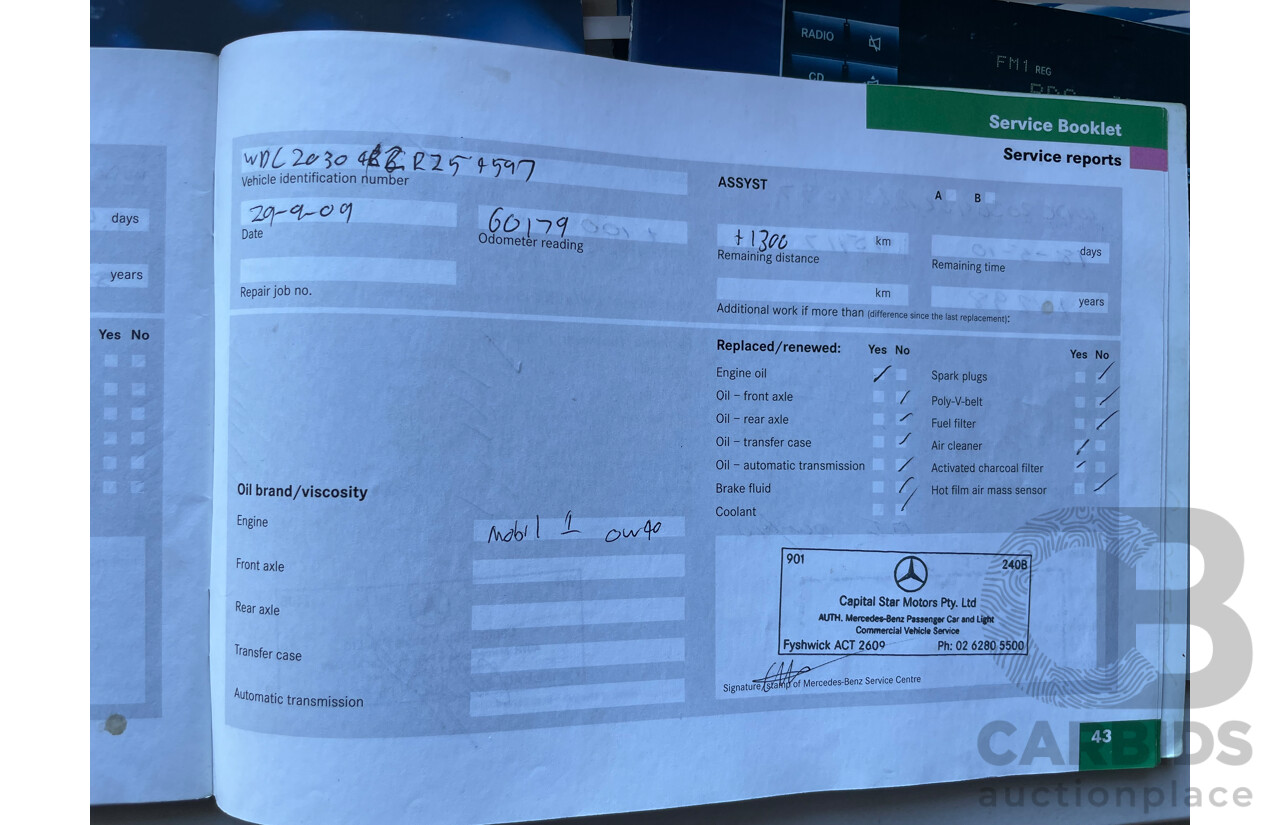 RADIO
CD
FM1 REG
Service Booklet
Service reports
WDC2030 R254597
Vehicle identification number
29-9-09
Date
60179
Odometer reading
Repair job no.
ASSYST
A B
+1300 km
Remaining distance
days
Remaining time
km
years
Additional work if more than (difference since the last replacement):
days
years
Yes No
Replaced/renewed: Yes No
Engine oil
Oil – front axle
Oil – rear axle
Oil – transfer case
Oil – automatic transmission
Brake fluid
Coolant
Yes No
Spark plugs
Poly-V-belt
Fuel filter
Air cleaner
Activated charcoal filter
Hot film air mass sensor
Oil brand/viscosity
Engine Mobil 1 0W40
Front axle
Rear axle
Transfer case
Automatic transmission
901 240B
Capital Star Motors Pty. Ltd
AUTH. Mercedes-Benz Passenger Car and Light
Commercial Vehicle Service
Fyshwick ACT 2609 Ph: 02 6280 5500
Signature/stamp of Mercedes-Benz Service Centre
43
CARBIDS
auctionplace